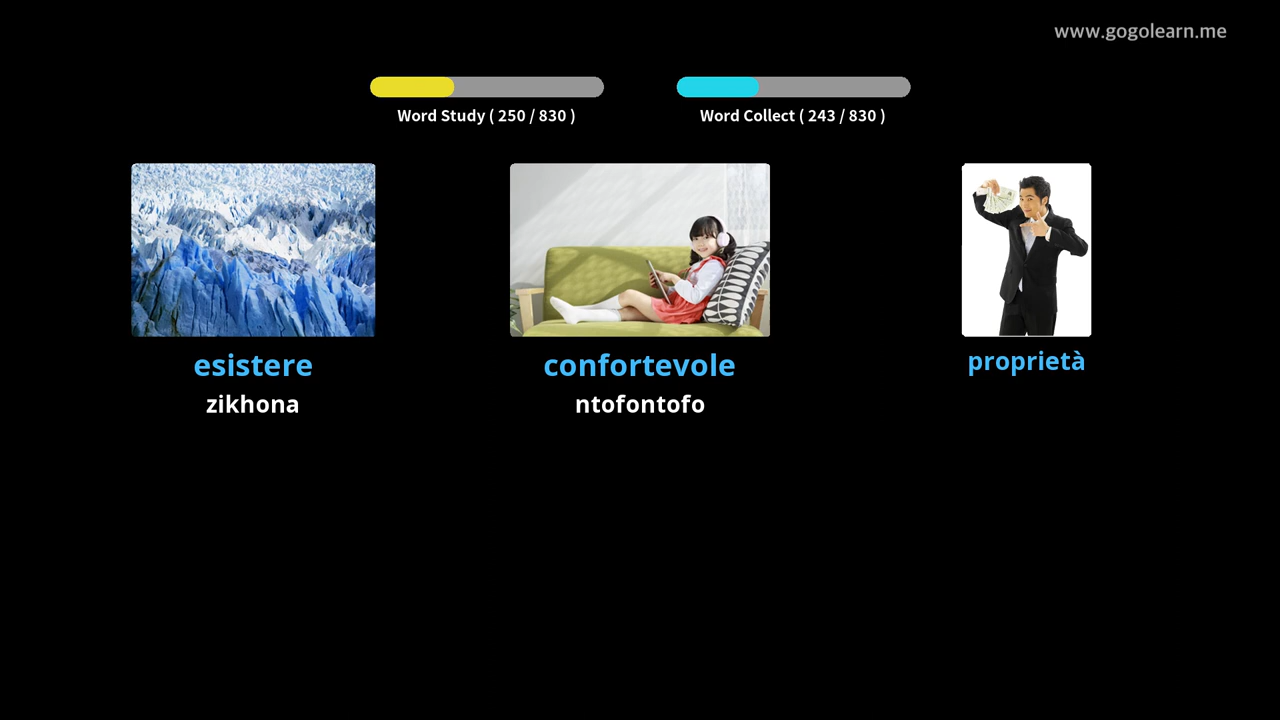 www.gogolearn.me
Word Study ( 250 / 830 )
Word Collect ( 243 / 830 )
esistere
zikhona
confortevole
ntofontofo
proprietà